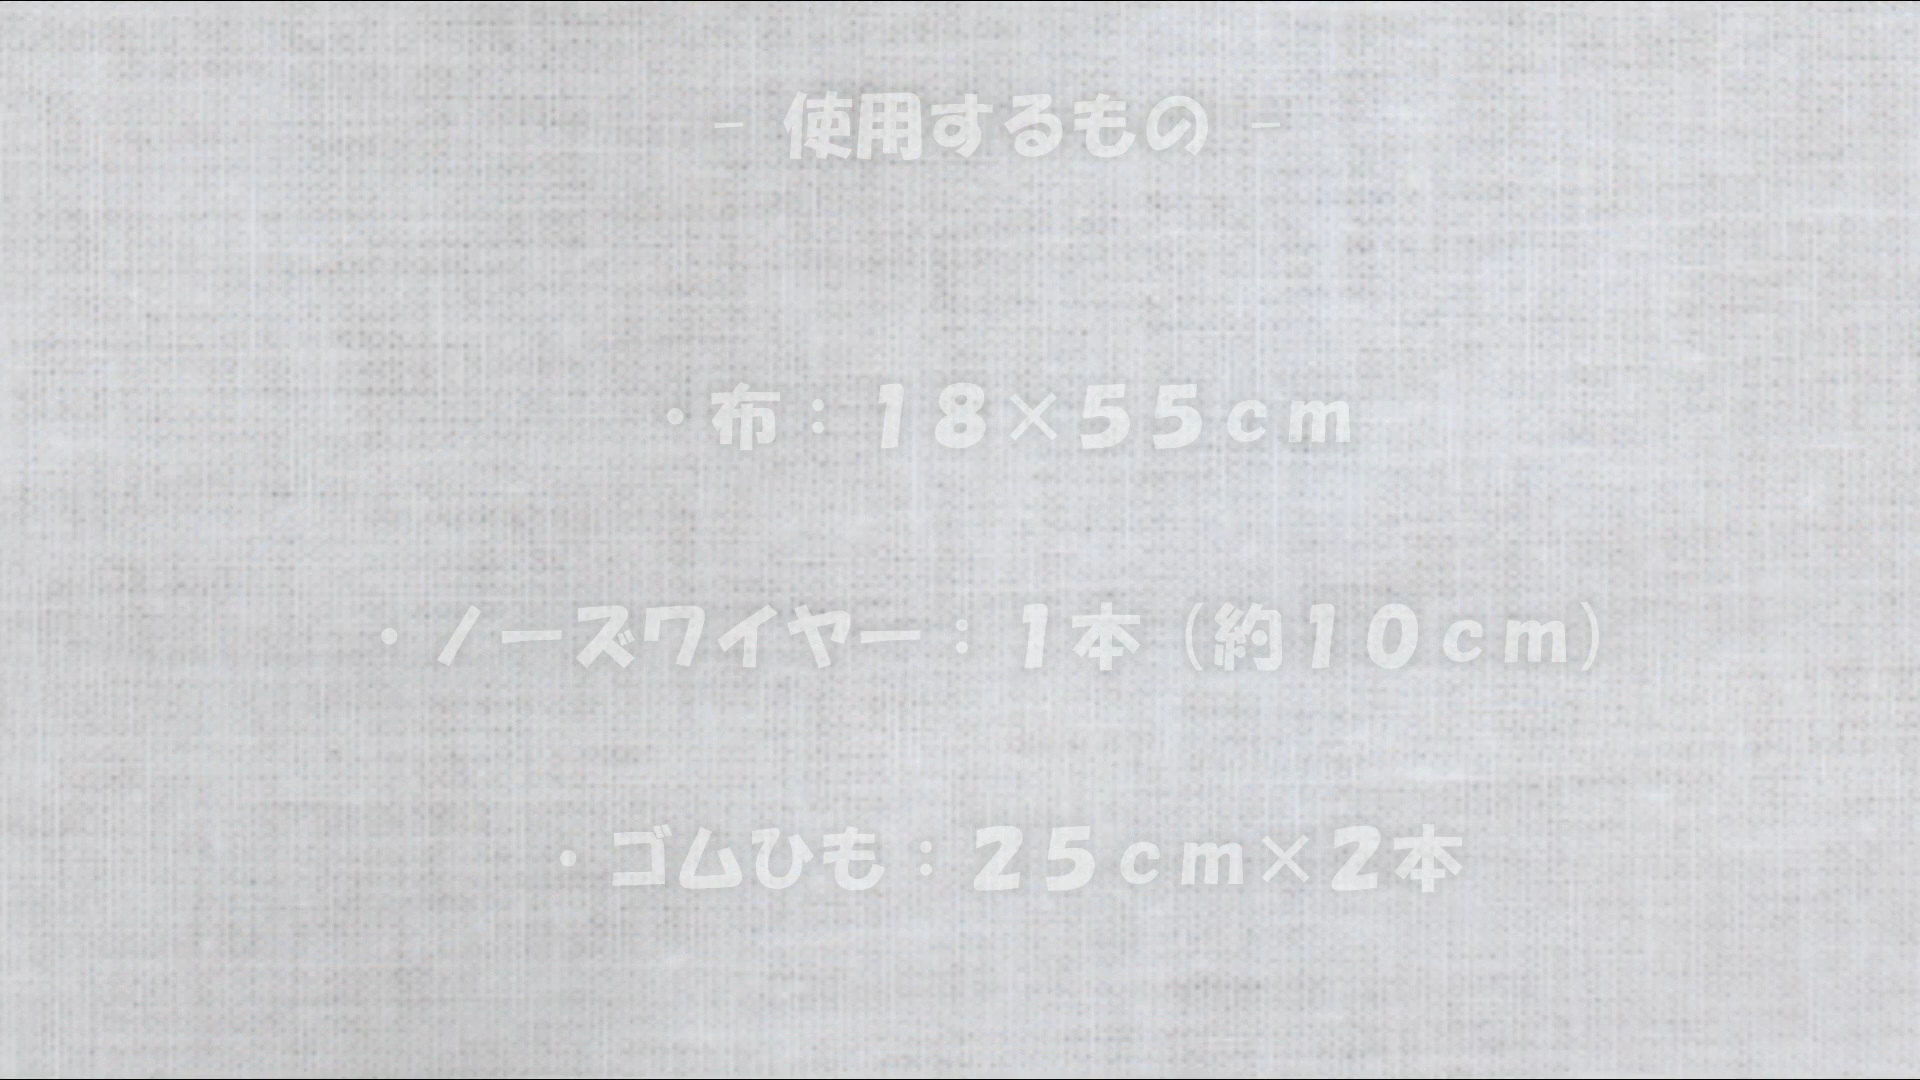 - 使用するもの -
・布：１８×５５ｃｍ
・ノーズワイヤー：１本（約１０ｃｍ）
・ゴムひも：２５ｃｍ×２本